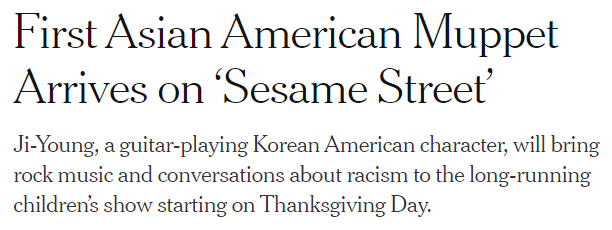 First Asian American Muppet
Arrives on ‘Sesame Street’
Ji-Young, a guitar-playing Korean American character, will bring
rock music and conversations about racism to the long-running
children’s show starting on Thanksgiving Day.